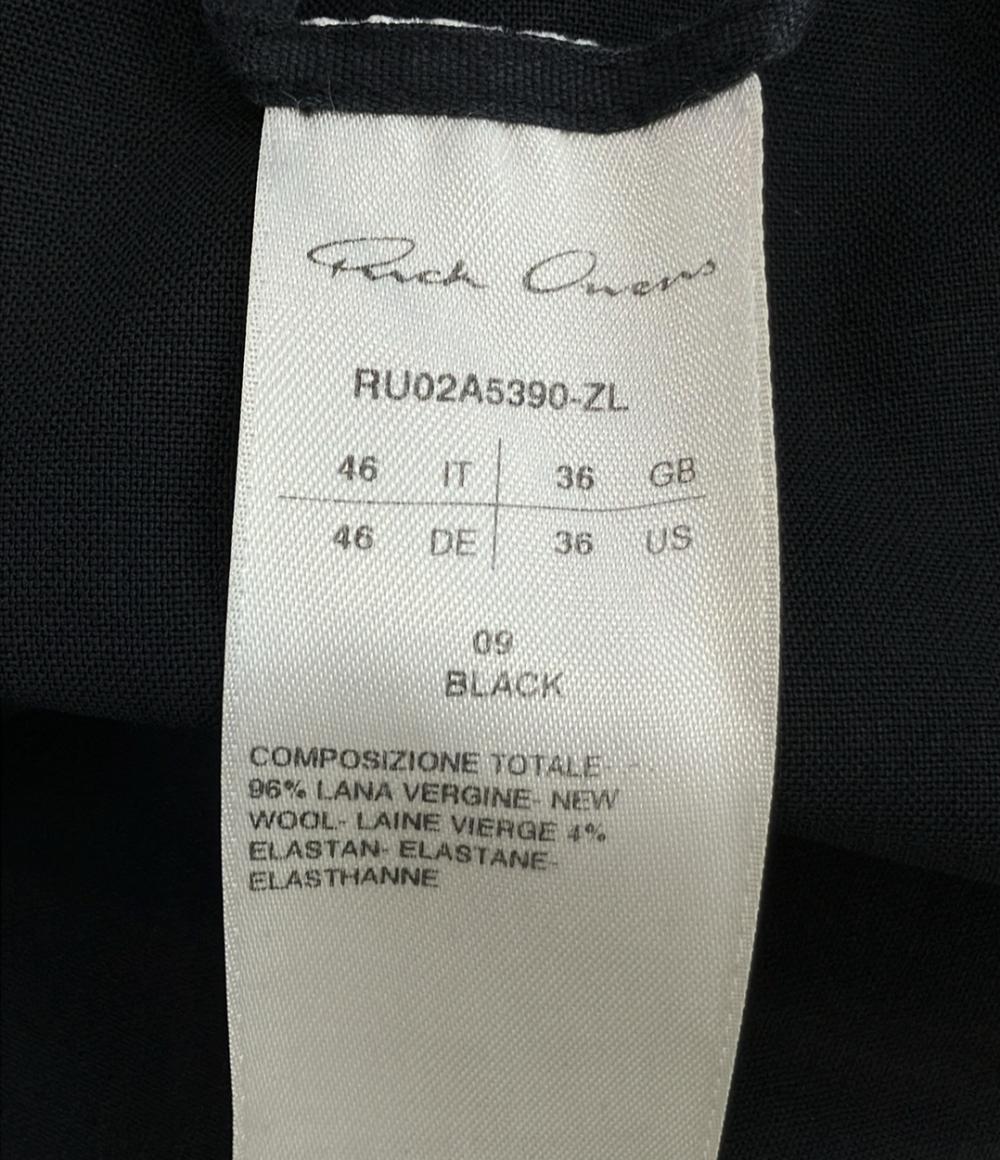 Rick Owens
RU02A5390-ZL
46 IT 36 GB
46 DE 36 US
09
BLACK
COMPOSIZIONE TOTALE- -
96% LANA VERGINE- NEW
WOOL- LAINE VIERGE 4%
ELASTAN- ELASTANE-
ELASTHANNE